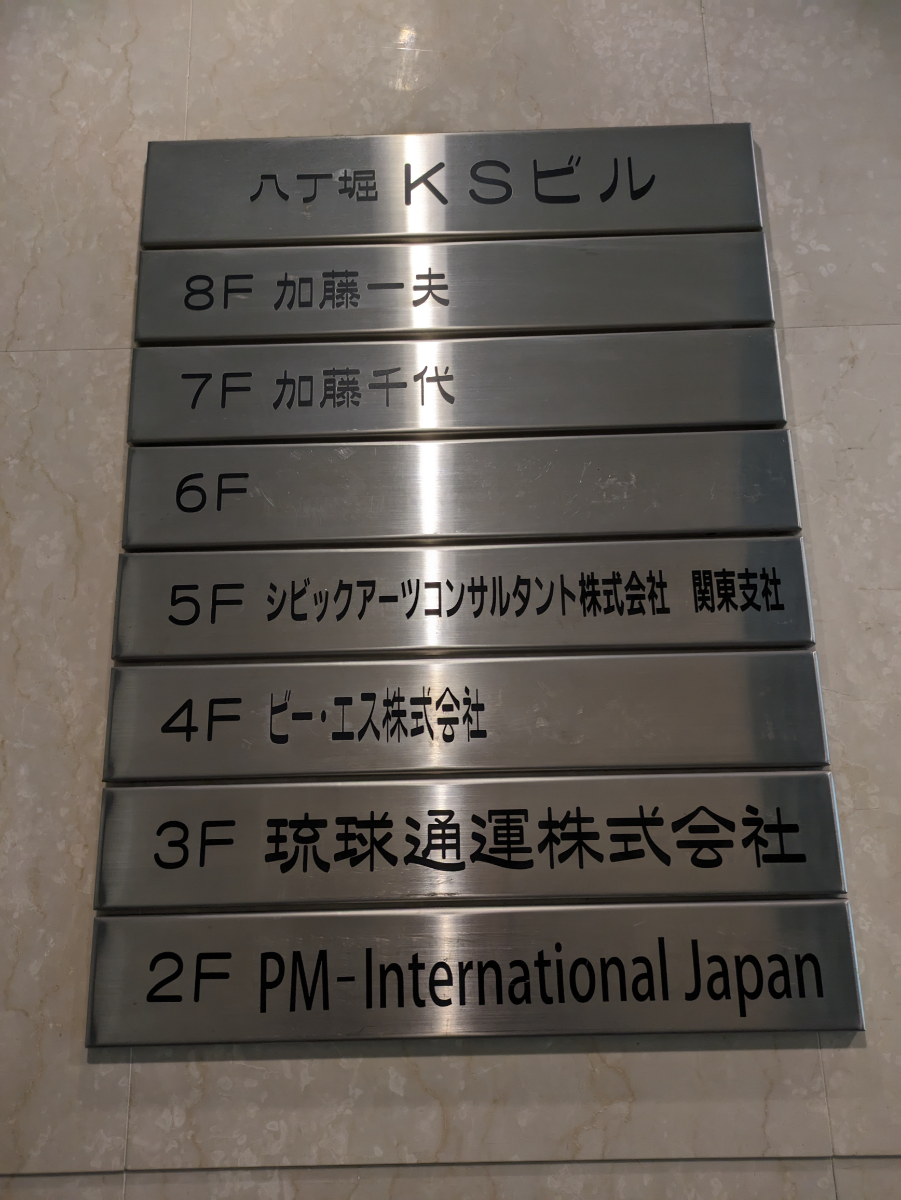 八丁堀 KSビル
8F 加藤一夫
7F 加藤千代
6F
5F シビックアーツコンサルタント株式会社 関東支社
4F ビー・エス株式会社
3F 琉球通運株式会社
2F PM-International Japan